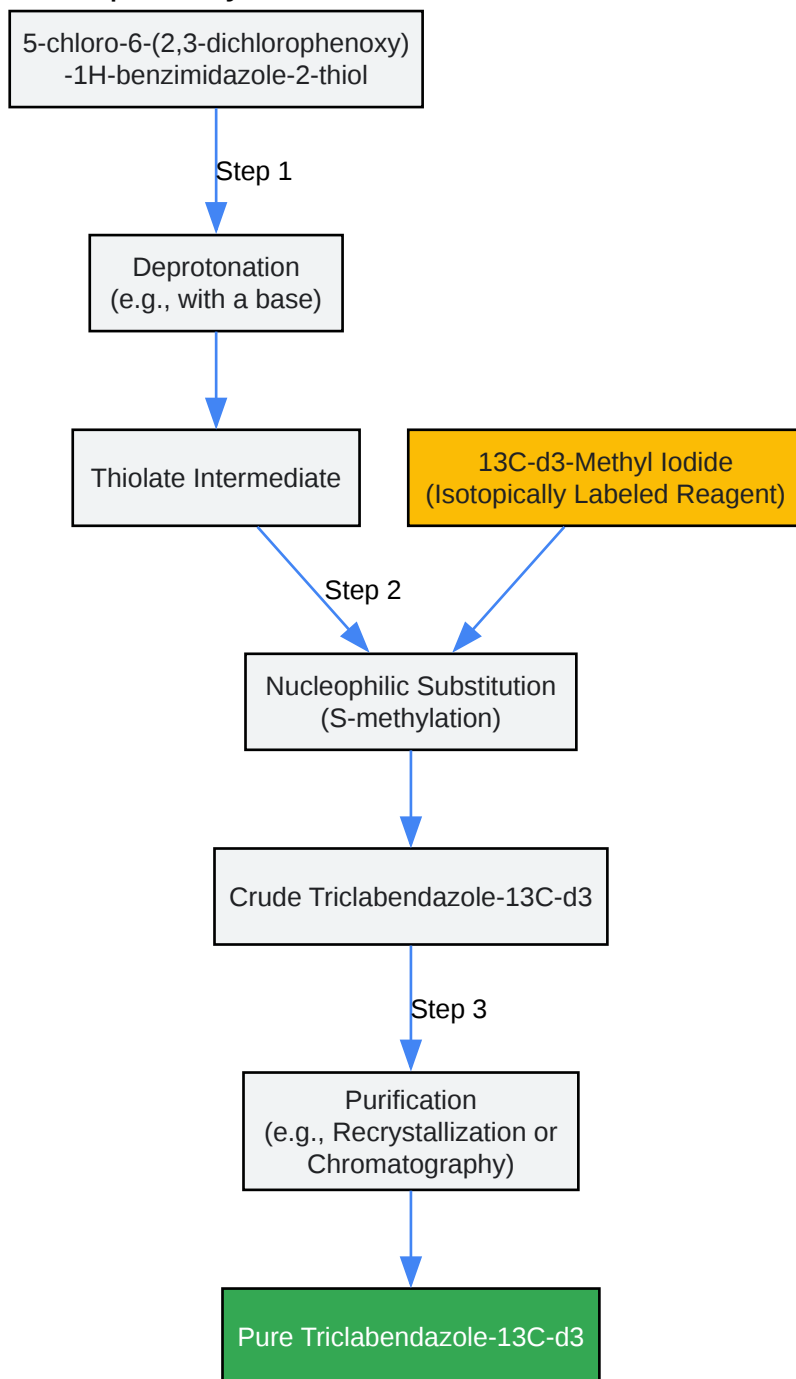 5-chloro-6-(2,3-dichlorophenoxy)
-1H-benzimidazole-2-thiol
Step 1
Deprotonation
(e.g., with a base)
Thiolate Intermediate
13C-d3-Methyl Iodide
(Isotopically Labeled Reagent)
Step 2
Nucleophilic Substitution
(S-methylation)
Crude Triclabendazole-13C-d3
Step 3
Purification
(e.g., Recrystallization or
Chromatography)
Pure Triclabendazole-13C-d3